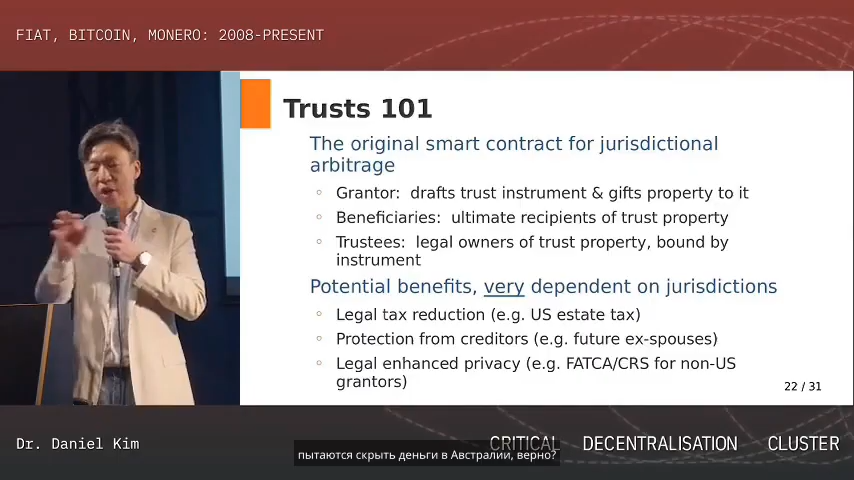 FIAT, BITCOIN, MONERO: 2008-PRESENT
Trusts 101
The original smart contract for jurisdictional
arbitrage
Grantor: drafts trust instrument & gifts property to it
Beneficiaries: ultimate recipients of trust property
Trustees: legal owners of trust property, bound by
instrument
Potential benefits, very dependent on jurisdictions
Legal tax reduction (e.g. US estate tax)
Protection from creditors (e.g. future ex-spouses)
Legal enhanced privacy (e.g. FATCA/CRS for non-US
grantors)
22 / 31
Dr. Daniel Kim
CRITICAL DECENTRALISATION CLUSTER
пытаются скрыть деньги в Австралии, верно?